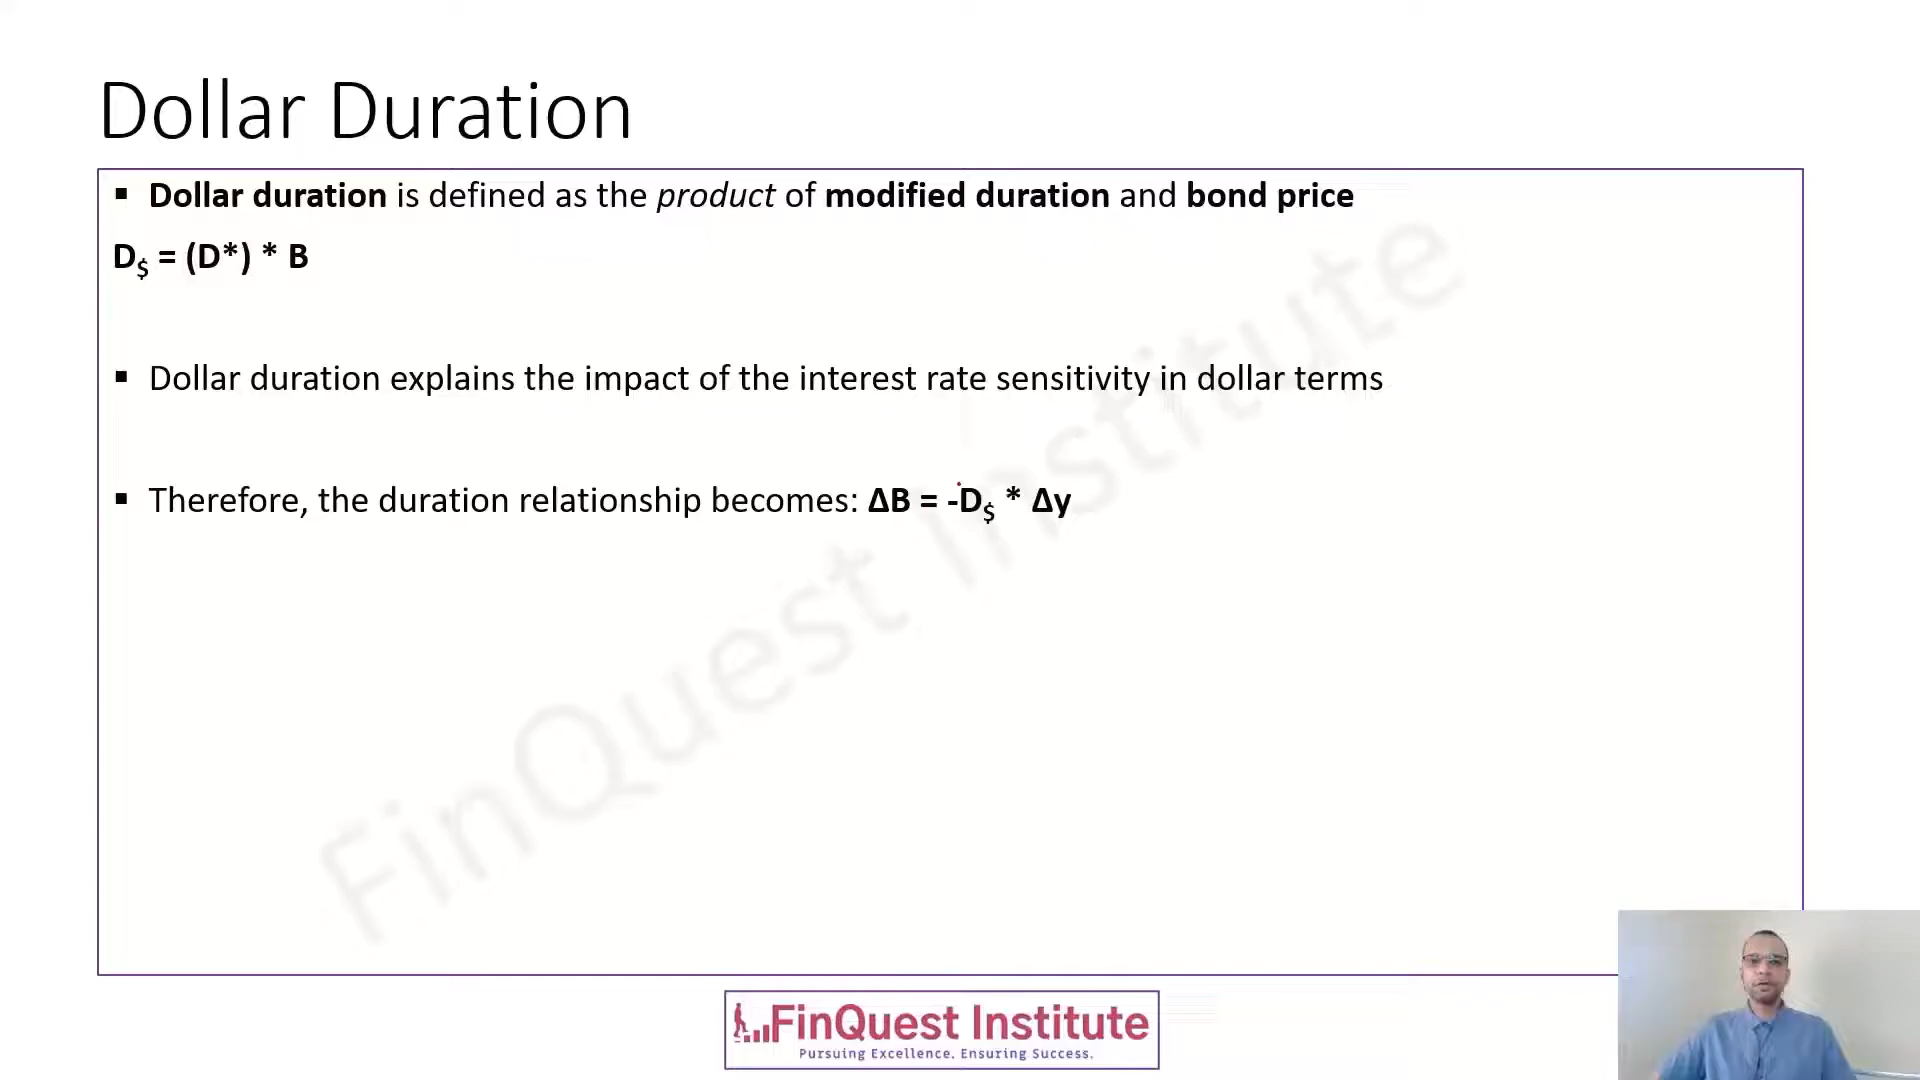 Dollar Duration
▪ Dollar duration is defined as the product of modified duration and bond price
D$ = (D*) * B
▪ Dollar duration explains the impact of the interest rate sensitivity in dollar terms
▪ Therefore, the duration relationship becomes: ΔB = -D$ * Δy
FinQuest Institute
FinQuest Institute
Pursuing Excellence. Ensuring Success.